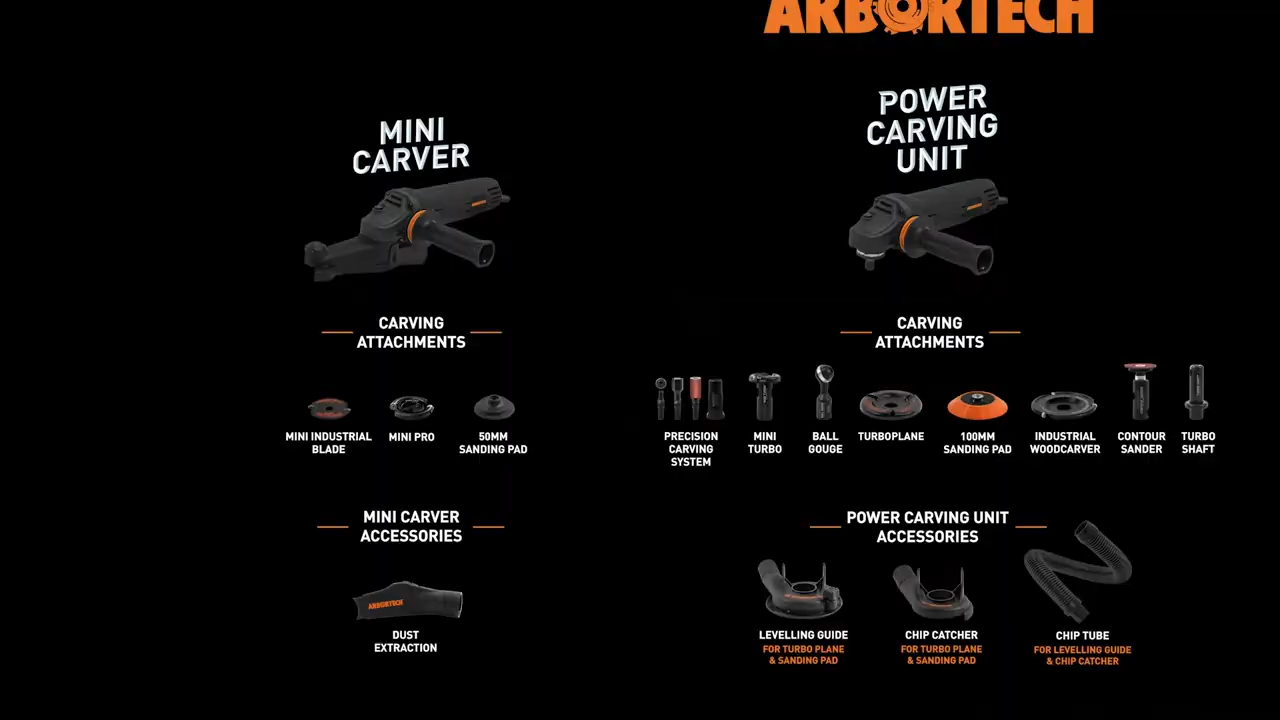 ARBORTECH
MINI
CARVER
POWER
CARVING
UNIT
CARVING
ATTACHMENTS
MINI INDUSTRIAL
BLADE
MINI PRO
50MM
SANDING PAD
CARVING
ATTACHMENTS
PRECISION
CARVING
SYSTEM
MINI
TURBO
BALL
GOUGE
TURBOPLANE
100MM
SANDING PAD
INDUSTRIAL
WOODCARVER
CONTOUR
SANDER
TURBO
SHAFT
MINI CARVER
ACCESSORIES
ARBORTECH
DUST
EXTRACTION
POWER CARVING UNIT
ACCESSORIES
LEVELLING GUIDE
FOR TURBO PLANE
& SANDING PAD
CHIP CATCHER
FOR TURBO PLANE
& SANDING PAD
CHIP TUBE
FOR LEVELLING GUIDE
& CHIP CATCHER